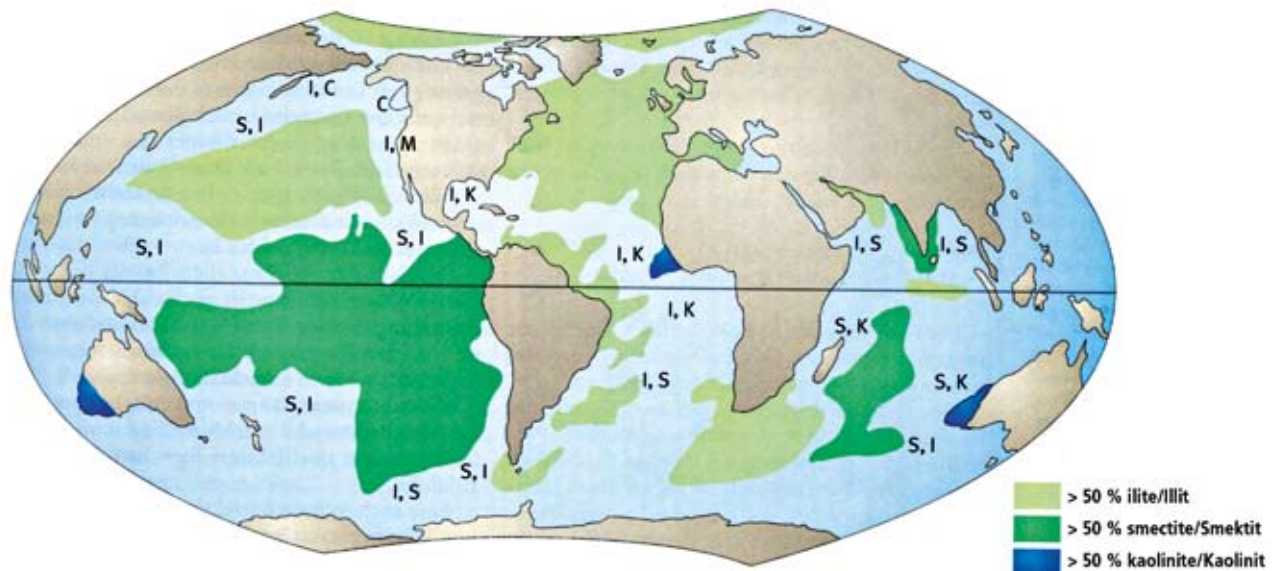 I, C
C
S, I
I, M
I, K
S, I
S, I
I, K
I, S
I, S
I, K
S, K
I, S
S, K
S, I
S, I
S, I
I, S
> 50 % ilite/Illit
> 50 % smectite/Smektit
> 50 % kaolinite/Kaolinit